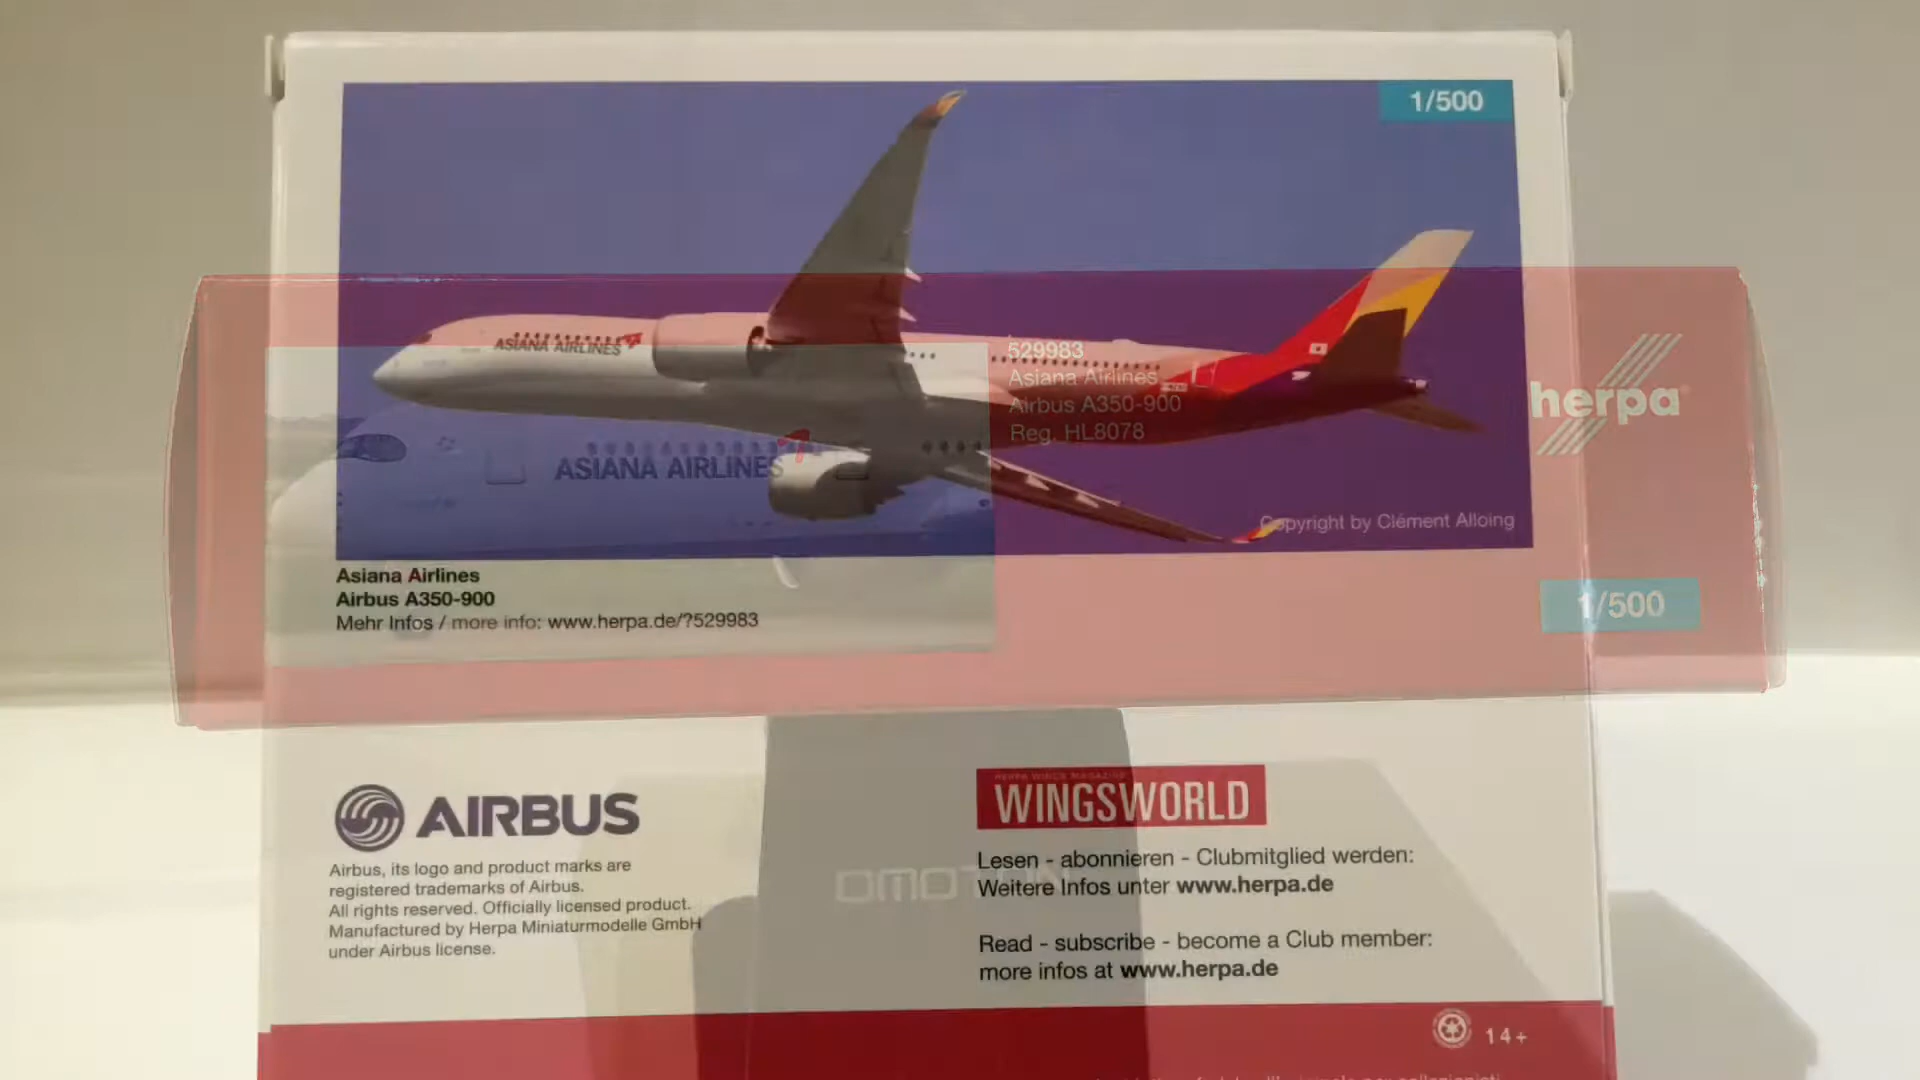 1/500
ASIANA AIRLINES
529983
Asiana Airlines
Airbus A350-900
Reg. HL8078
herpa
ASIANA AIRLINES
Copyright by Clément Alloing
1/500
Asiana Airlines
Airbus A350-900
Mehr Infos / more info: www.herpa.de/?529983
AIRBUS
Airbus, its logo and product marks are
registered trademarks of Airbus.
All rights reserved. Officially licensed product.
Manufactured by Herpa Miniaturmodelle GmbH
under Airbus license.
HERPA WINGS MAGAZINE
WINGSWORLD
Lesen - abonnieren - Clubmitglied werden:
Weitere Infos unter www.herpa.de
Read - subscribe - become a Club member:
more infos at www.herpa.de
14+